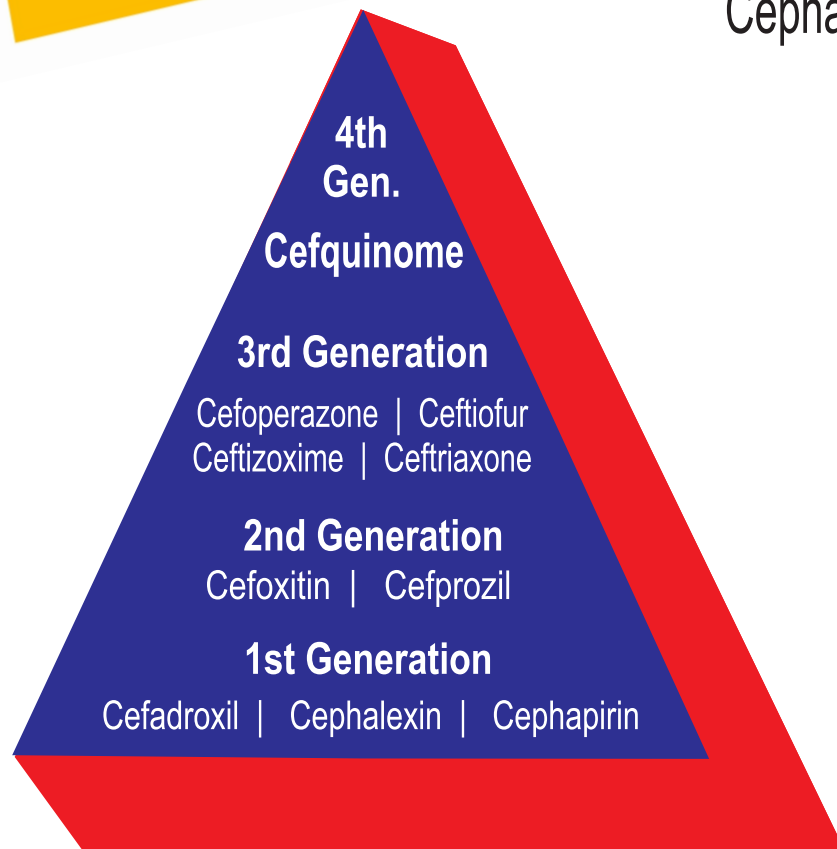 4th
Gen.
Cefquinome
3rd Generation
Cefoperazone | Ceftiofur
Ceftizoxime | Ceftriaxone
2nd Generation
Cefoxitin | Cefprozil
1st Generation
Cefadroxil | Cephalexin | Cephapirin